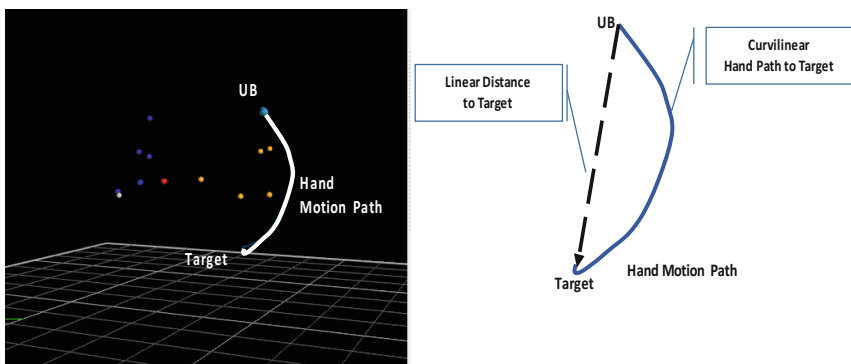 UB
Hand
Motion Path
Target
UB
Curvilinear
Hand Path to Target
Linear Distance
to Target
Hand Motion Path
Target